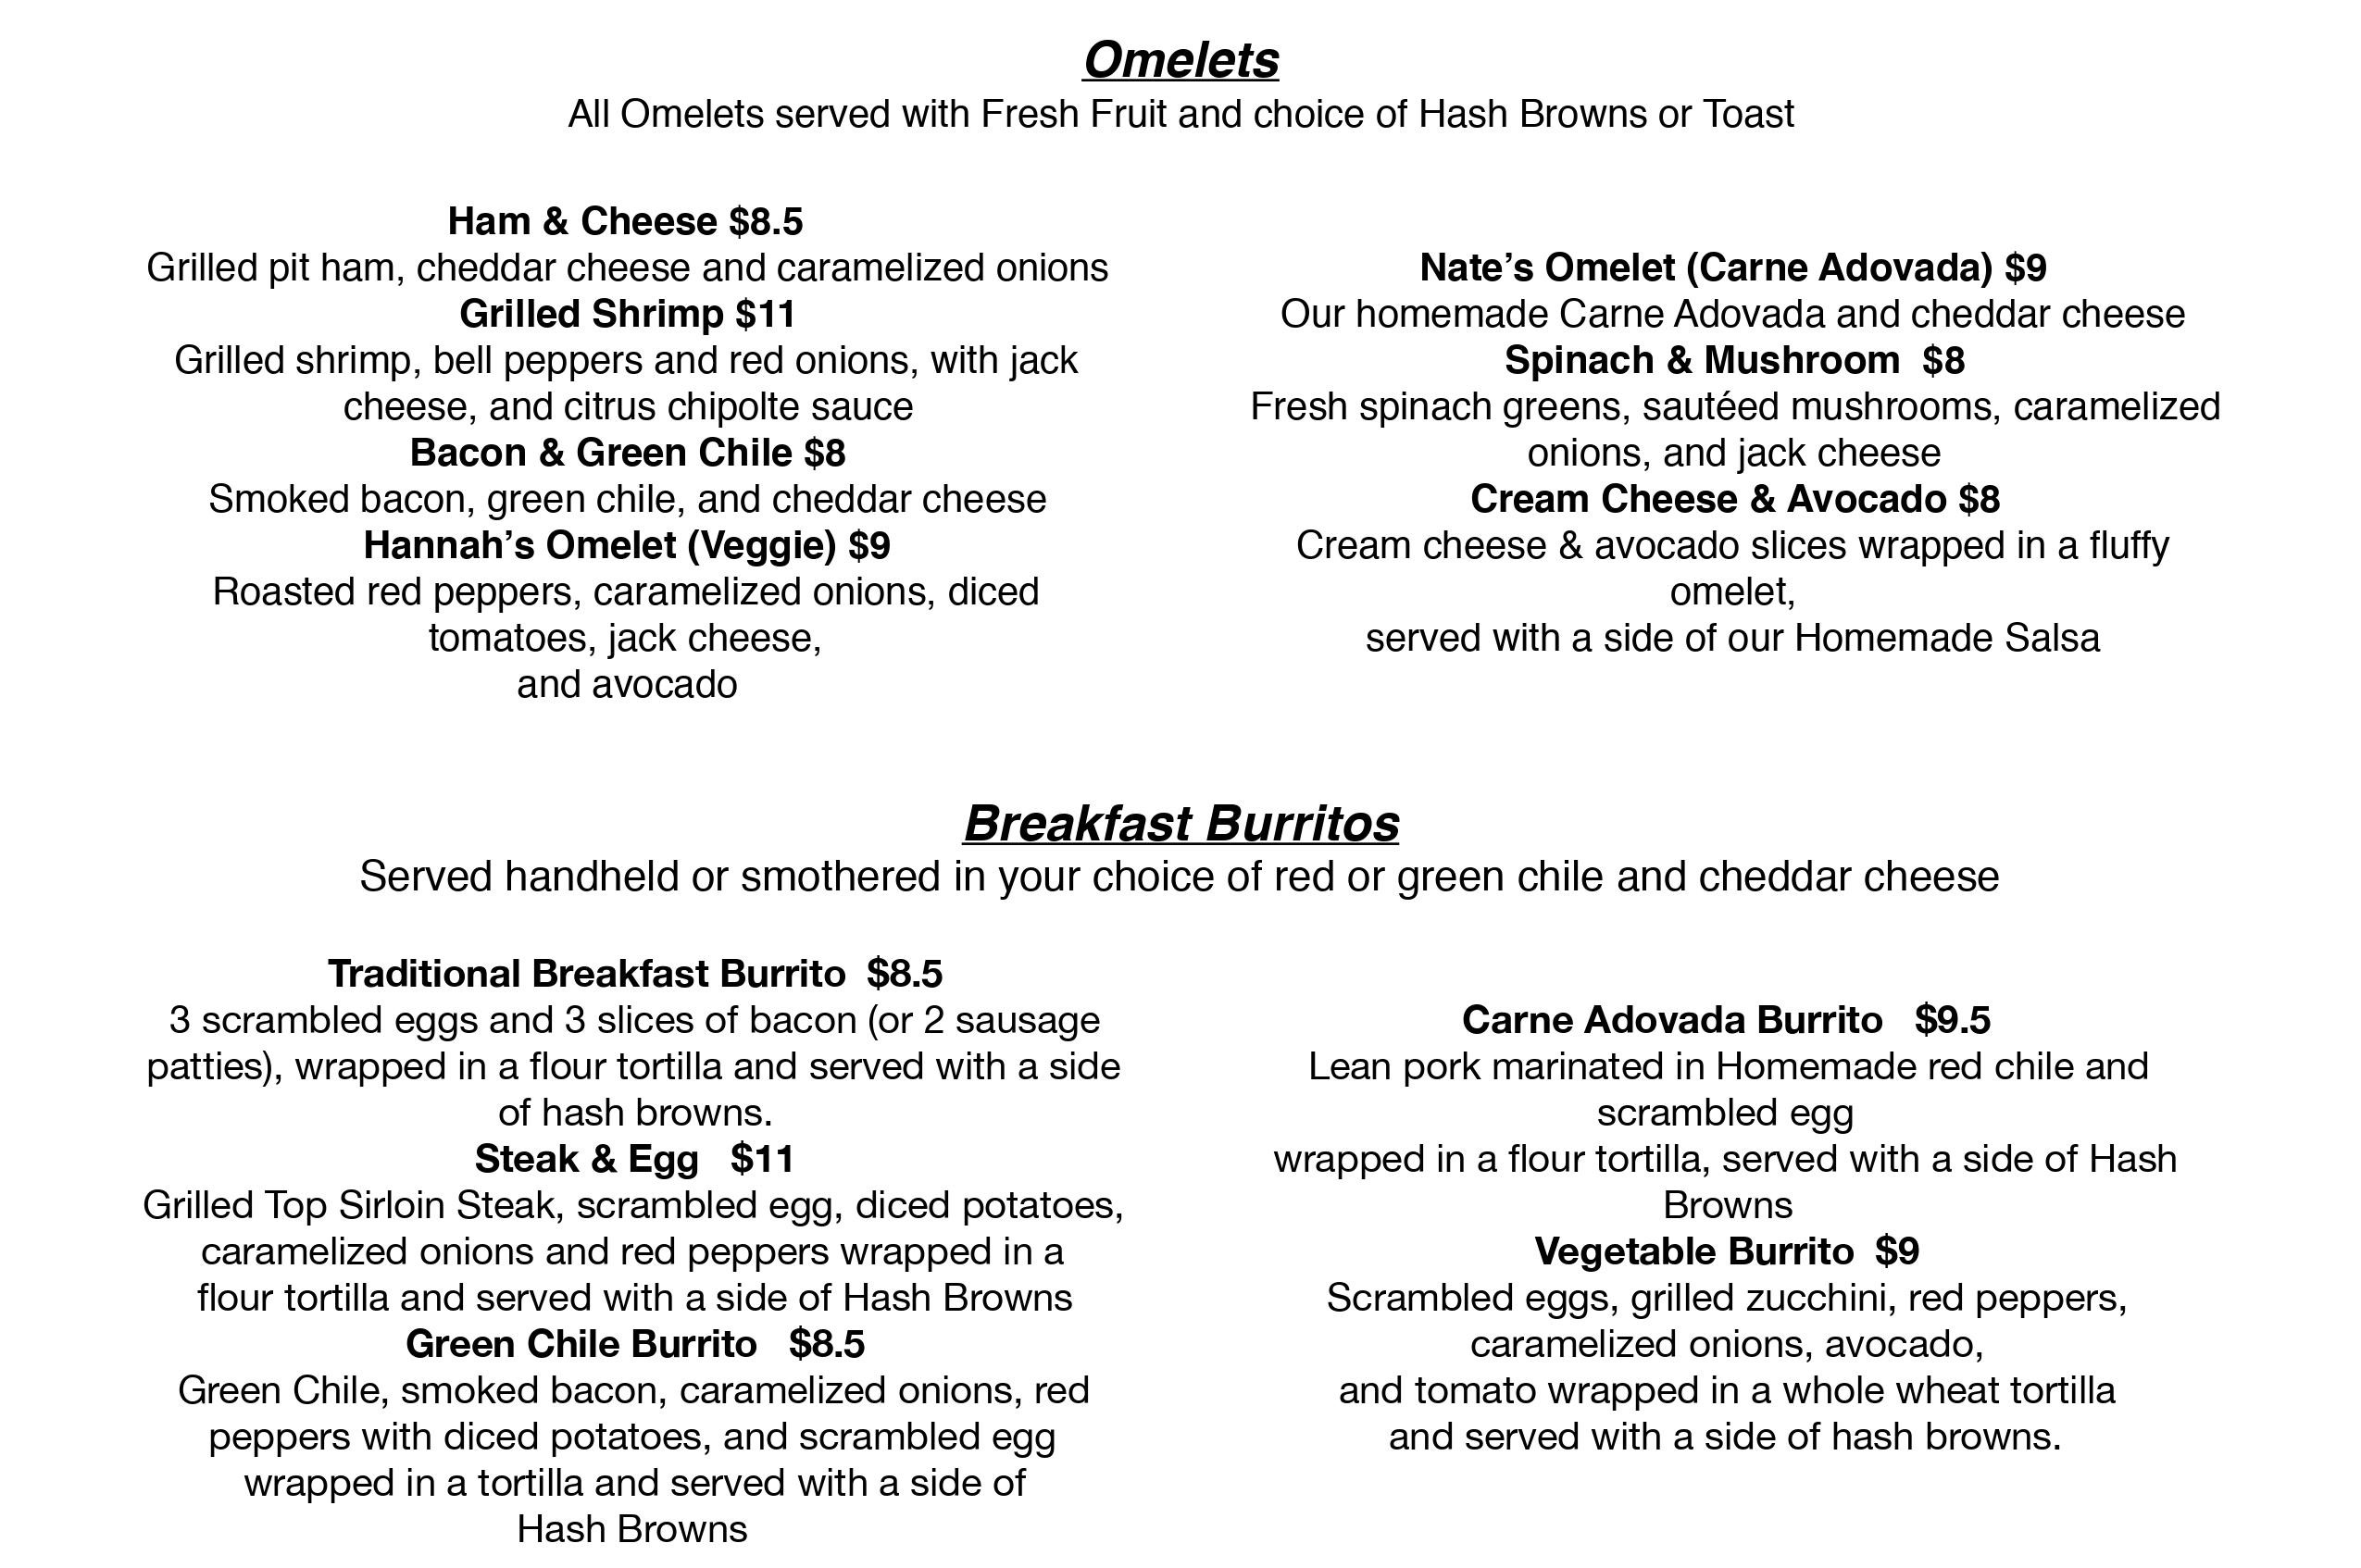 Omelets
All Omelets served with Fresh Fruit and choice of Hash Browns or Toast
Ham & Cheese $8.5
Grilled pit ham, cheddar cheese and caramelized onions
Grilled Shrimp $11
Grilled shrimp, bell peppers and red onions, with jack
cheese, and citrus chipolte sauce
Bacon & Green Chile $8
Smoked bacon, green chile, and cheddar cheese
Hannah’s Omelet (Veggie) $9
Roasted red peppers, caramelized onions, diced
tomatoes, jack cheese,
and avocado
Nate’s Omelet (Carne Adovada) $9
Our homemade Carne Adovada and cheddar cheese
Spinach & Mushroom  $8
Fresh spinach greens, sautéed mushrooms, caramelized
onions, and jack cheese
Cream Cheese & Avocado $8
Cream cheese & avocado slices wrapped in a fluffy
omelet,
served with a side of our Homemade Salsa
Breakfast Burritos
Served handheld or smothered in your choice of red or green chile and cheddar cheese
Traditional Breakfast Burrito  $8.5
3 scrambled eggs and 3 slices of bacon (or 2 sausage
patties), wrapped in a flour tortilla and served with a side
of hash browns.
Steak & Egg   $11
Grilled Top Sirloin Steak, scrambled egg, diced potatoes,
caramelized onions and red peppers wrapped in a
flour tortilla and served with a side of Hash Browns
Green Chile Burrito   $8.5
Green Chile, smoked bacon, caramelized onions, red
peppers with diced potatoes, and scrambled egg
wrapped in a tortilla and served with a side of
Hash Browns
Carne Adovada Burrito   $9.5
Lean pork marinated in Homemade red chile and
scrambled egg
wrapped in a flour tortilla, served with a side of Hash
Browns
Vegetable Burrito  $9
Scrambled eggs, grilled zucchini, red peppers,
caramelized onions, avocado,
and tomato wrapped in a whole wheat tortilla
and served with a side of hash browns.